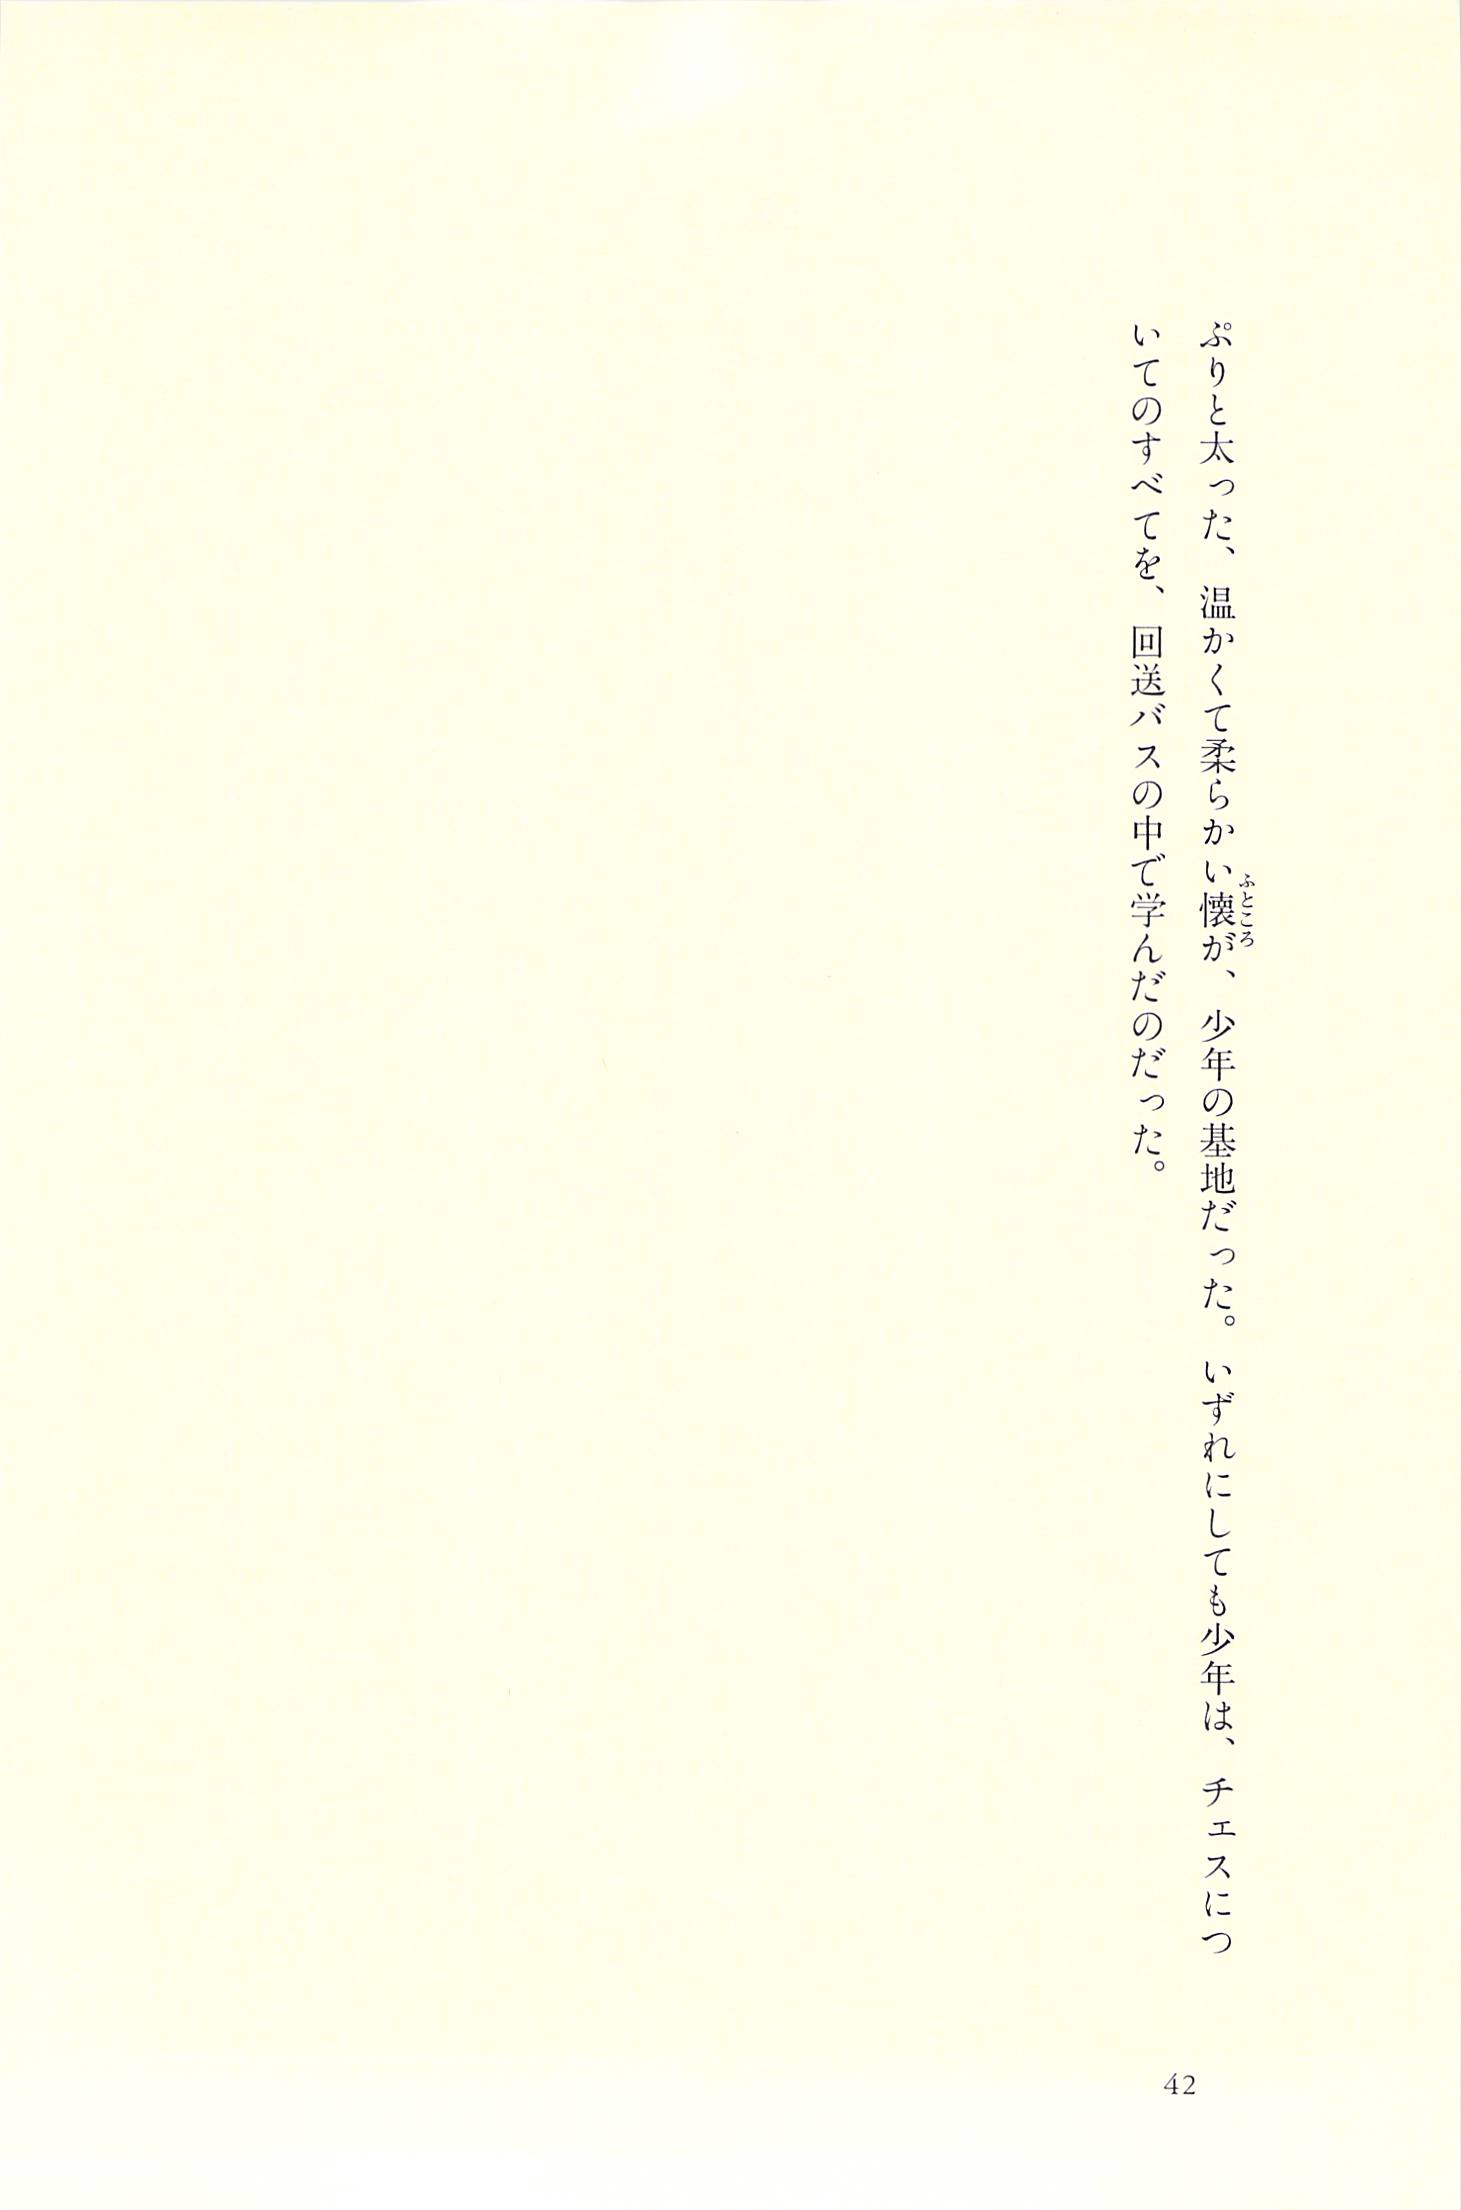 ぷりと太った、温かくて柔らかい懐が、少年の基地だった。いずれにしても少年は、チェスにつ
ふところ
いてのすべてを、回送バスの中で学んだのだった。
42